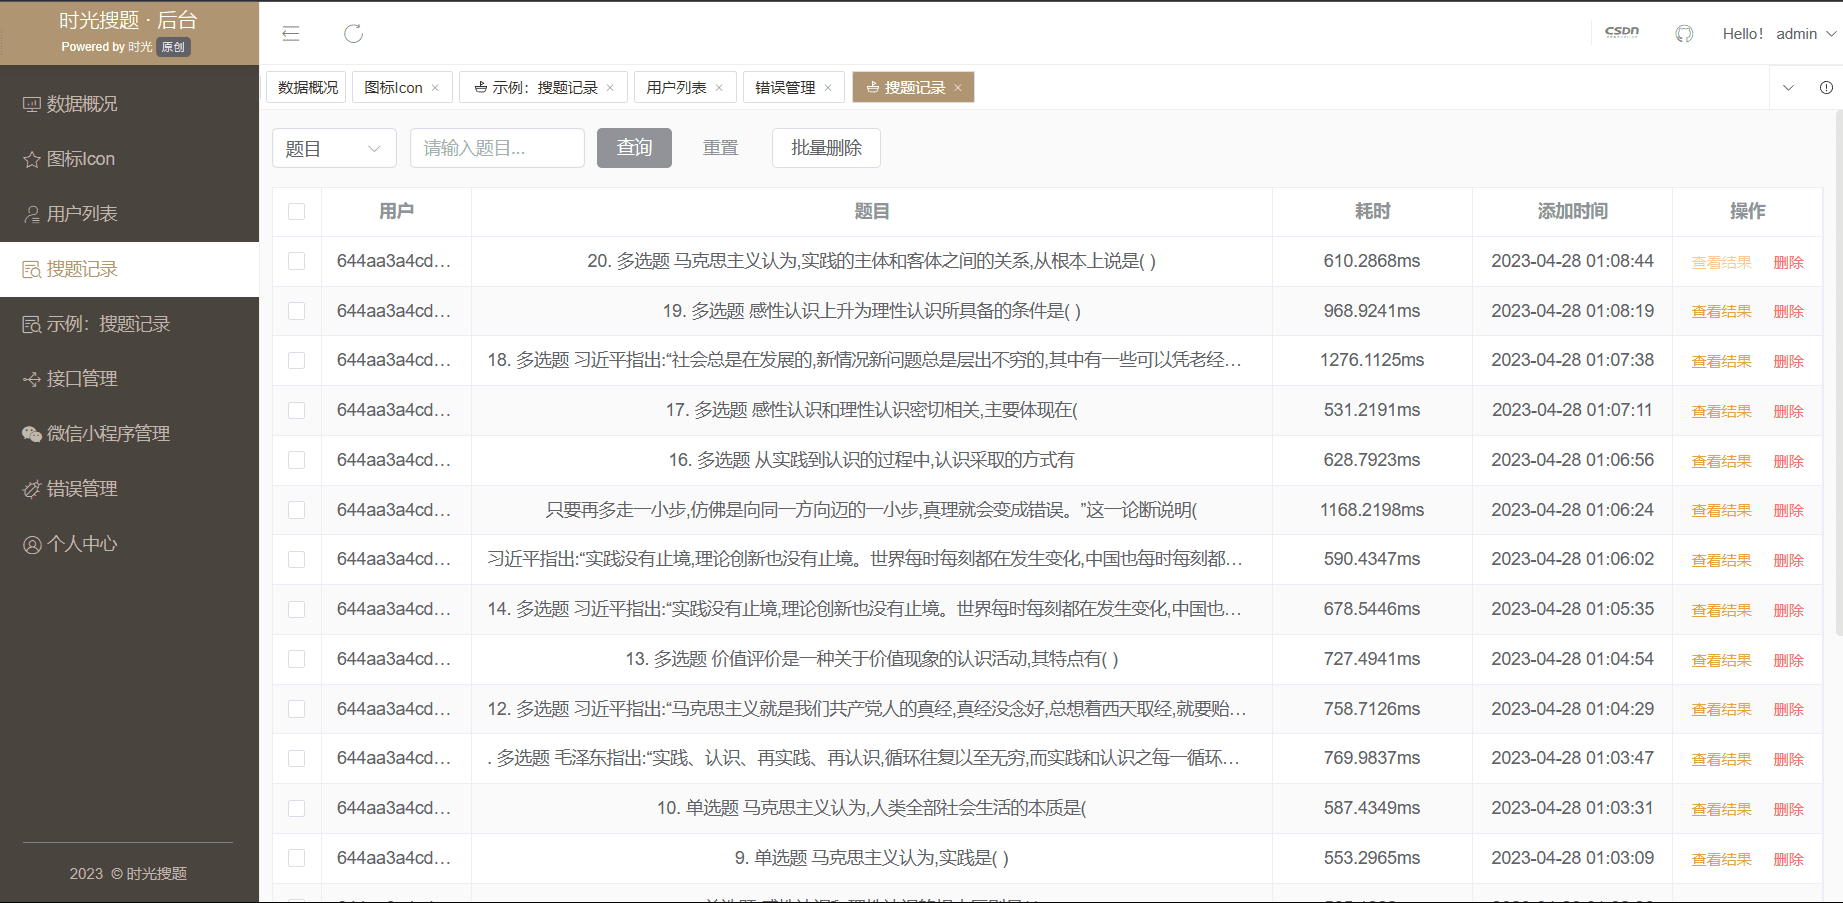 时光搜题 · 后台
Powered by 时光 原创
数据概况
图标Icon
用户列表
搜题记录
示例：搜题记录
接口管理
微信小程序管理
错误管理
个人中心
2023 © 时光搜题
CSDN
Hello! admin
数据概况 图标Icon × 示例：搜题记录 × 用户列表 × 错误管理 × 搜题记录 ×
题目 请输入题目... 查询 重置 批量删除
用户 题目 耗时 添加时间 操作
644aa3a4cd... 20. 多选题 马克思主义认为,实践的主体和客体之间的关系,从根本上说是( ) 610.2868ms 2023-04-28 01:08:44 查看结果 删除
644aa3a4cd... 19. 多选题 感性认识上升为理性认识所具备的条件是( ) 968.9241ms 2023-04-28 01:08:19 查看结果 删除
644aa3a4cd... 18. 多选题 习近平指出:“社会总是在发展的,新情况新问题总是层出不穷的,其中有一些可以凭老经... 1276.1125ms 2023-04-28 01:07:38 查看结果 删除
644aa3a4cd... 17. 多选题 感性认识和理性认识密切相关,主要体现在( 531.2191ms 2023-04-28 01:07:11 查看结果 删除
644aa3a4cd... 16. 多选题 从实践到认识的过程中,认识采取的方式有 628.7923ms 2023-04-28 01:06:56 查看结果 删除
644aa3a4cd... 只要再多走一小步,仿佛是向同一方向迈的一小步,真理就会变成错误。”这一论断说明( 1168.2198ms 2023-04-28 01:06:24 查看结果 删除
644aa3a4cd... 习近平指出:“实践没有止境,理论创新也没有止境。世界每时每刻都在发生变化,中国也每时每刻都... 590.4347ms 2023-04-28 01:06:02 查看结果 删除
644aa3a4cd... 14. 多选题 习近平指出:“实践没有止境,理论创新也没有止境。世界每时每刻都在发生变化,中国也... 678.5446ms 2023-04-28 01:05:35 查看结果 删除
644aa3a4cd... 13. 多选题 价值评价是一种关于价值现象的认识活动,其特点有( ) 727.4941ms 2023-04-28 01:04:54 查看结果 删除
644aa3a4cd... 12. 多选题 习近平指出:“马克思主义就是我们共产党人的真经,真经没念好,总想着西天取经,就要贻... 758.7126ms 2023-04-28 01:04:29 查看结果 删除
644aa3a4cd... . 多选题 毛泽东指出:“实践、认识、再实践、再认识,循环往复以至无穷,而实践和认识之每一循环... 769.9837ms 2023-04-28 01:03:47 查看结果 删除
644aa3a4cd... 10. 单选题 马克思主义认为,人类全部社会生活的本质是( 587.4349ms 2023-04-28 01:03:31 查看结果 删除
644aa3a4cd... 9. 单选题 马克思主义认为,实践是( ) 553.2965ms 2023-04-28 01:03:09 查看结果 删除